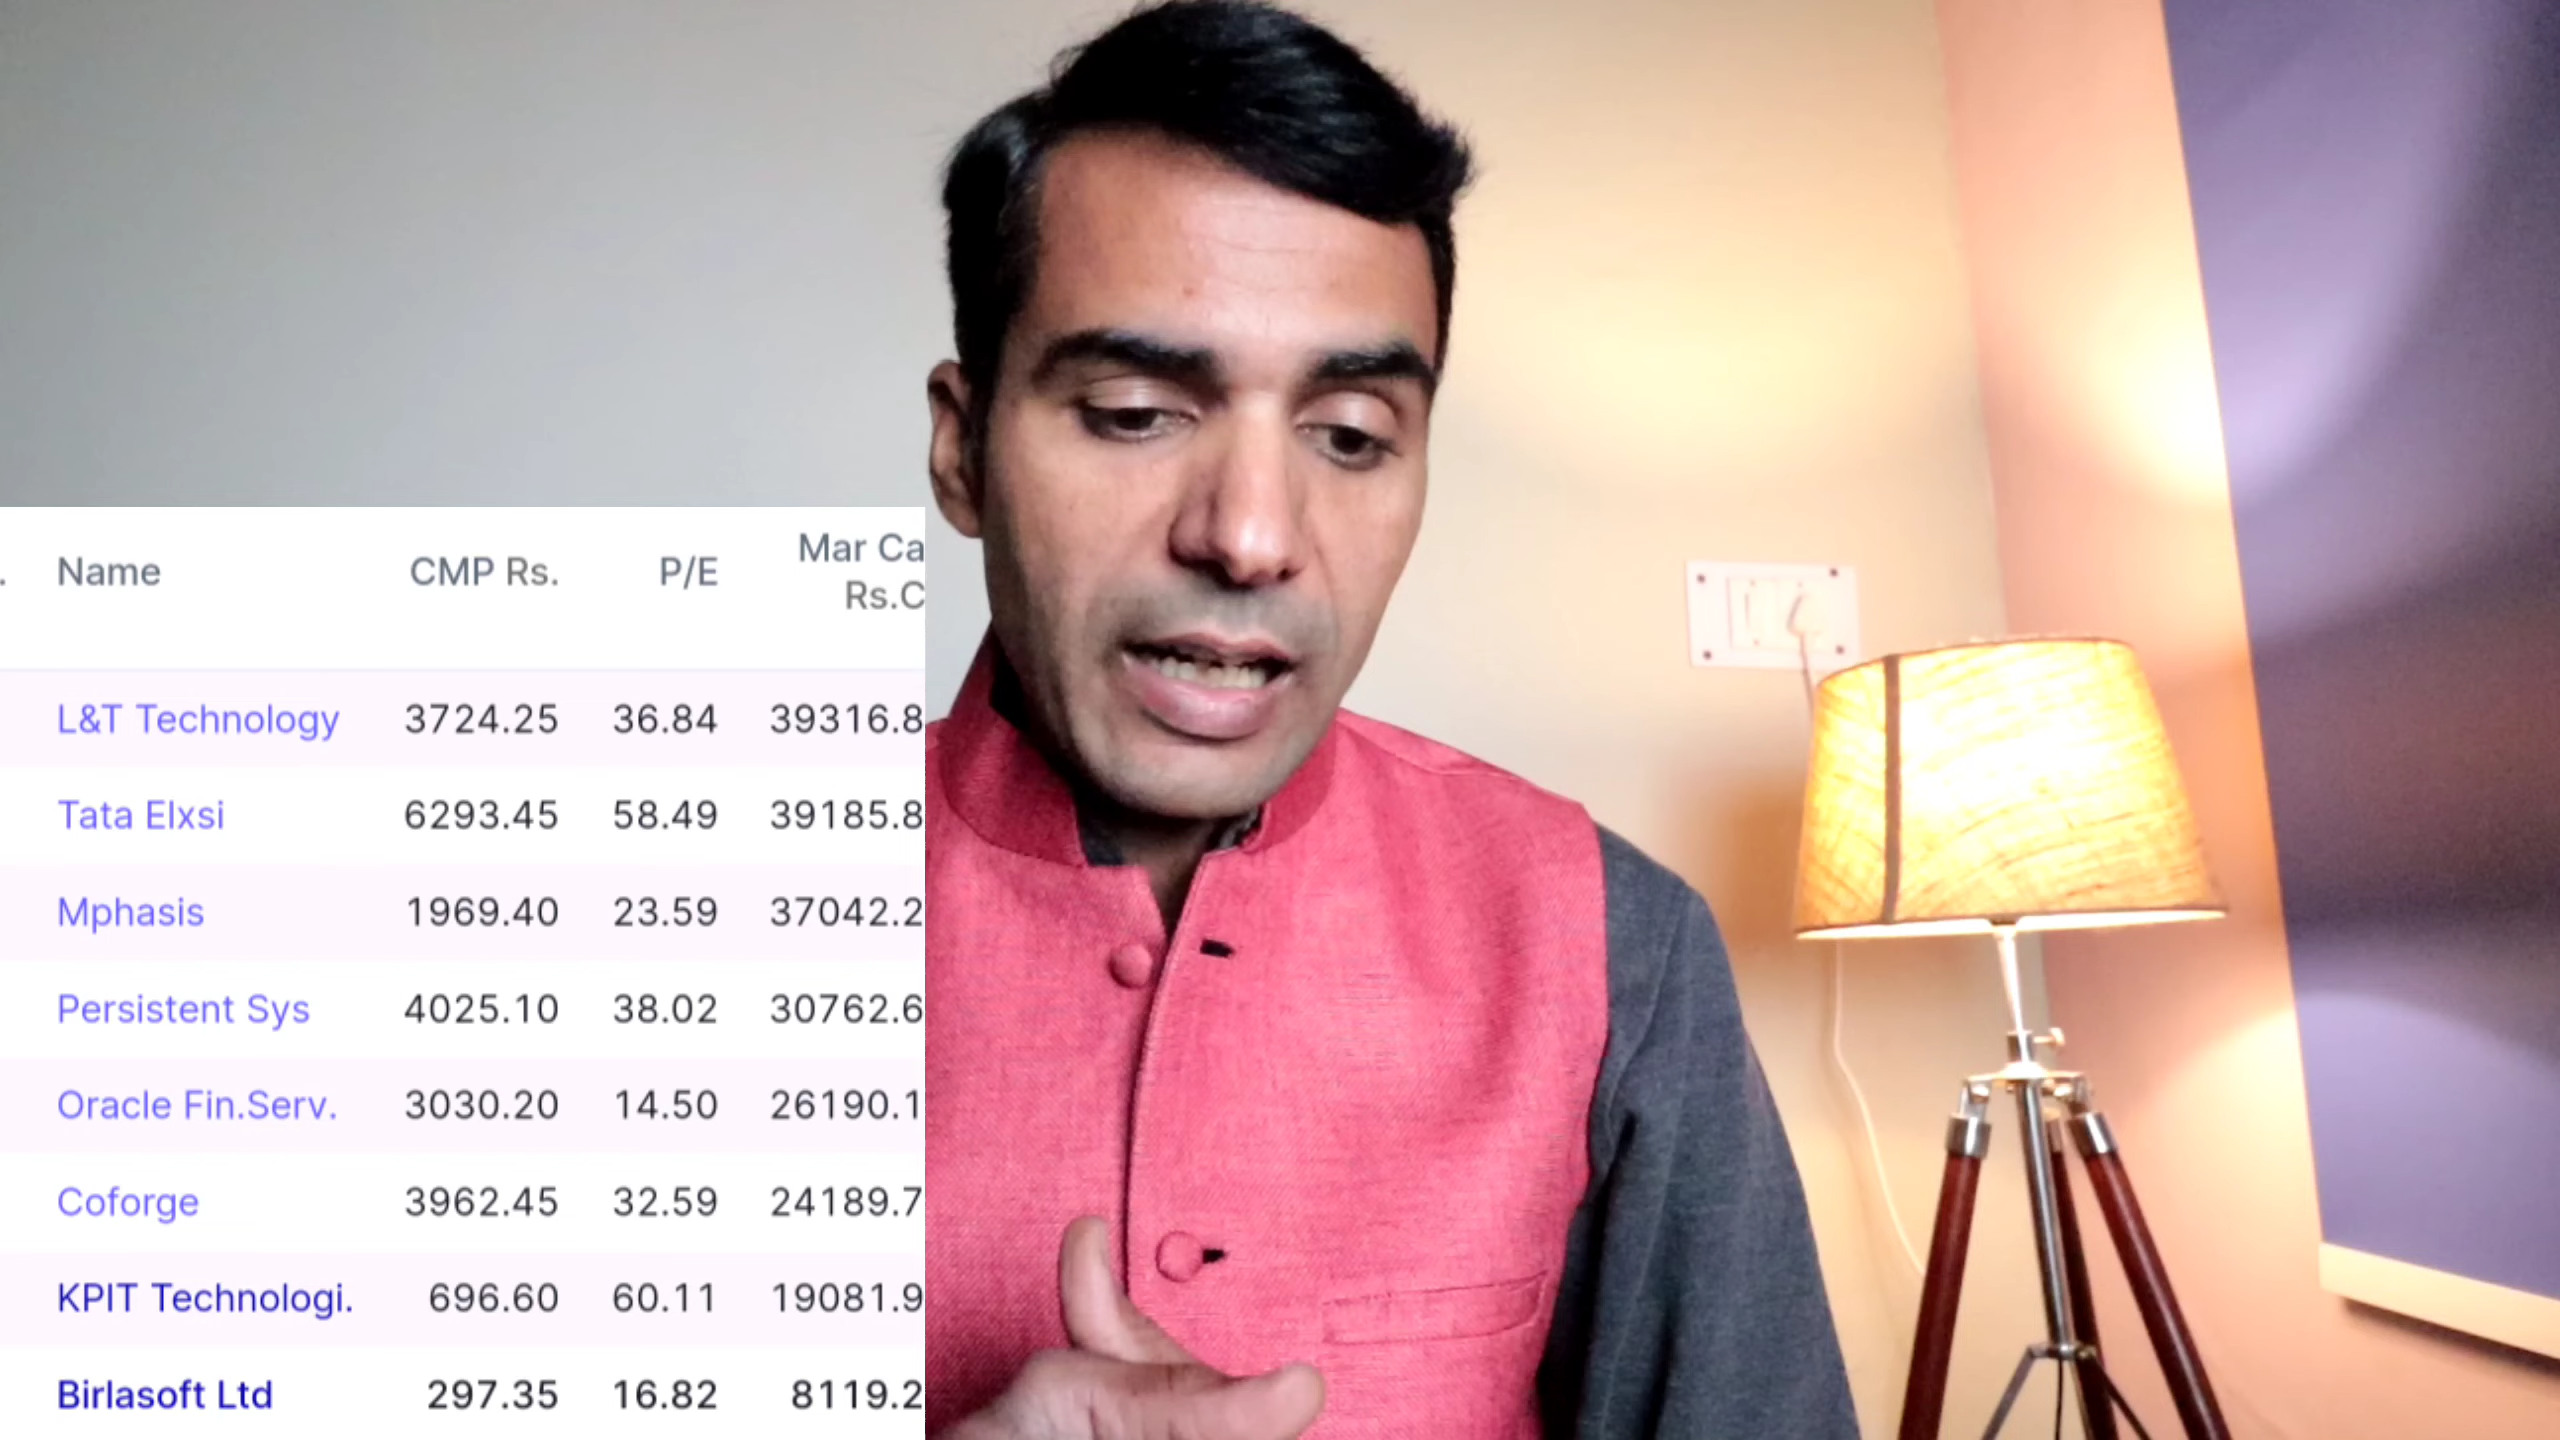 . Name CMP Rs. P/E Mar Ca
Rs.C
L&T Technology 3724.25 36.84 39316.8
Tata Elxsi 6293.45 58.49 39185.8
Mphasis 1969.40 23.59 37042.2
Persistent Sys 4025.10 38.02 30762.6
Oracle Fin.Serv. 3030.20 14.50 26190.1
Coforge 3962.45 32.59 24189.7
KPIT Technologi. 696.60 60.11 19081.9
Birlasoft Ltd 297.35 16.82 8119.2